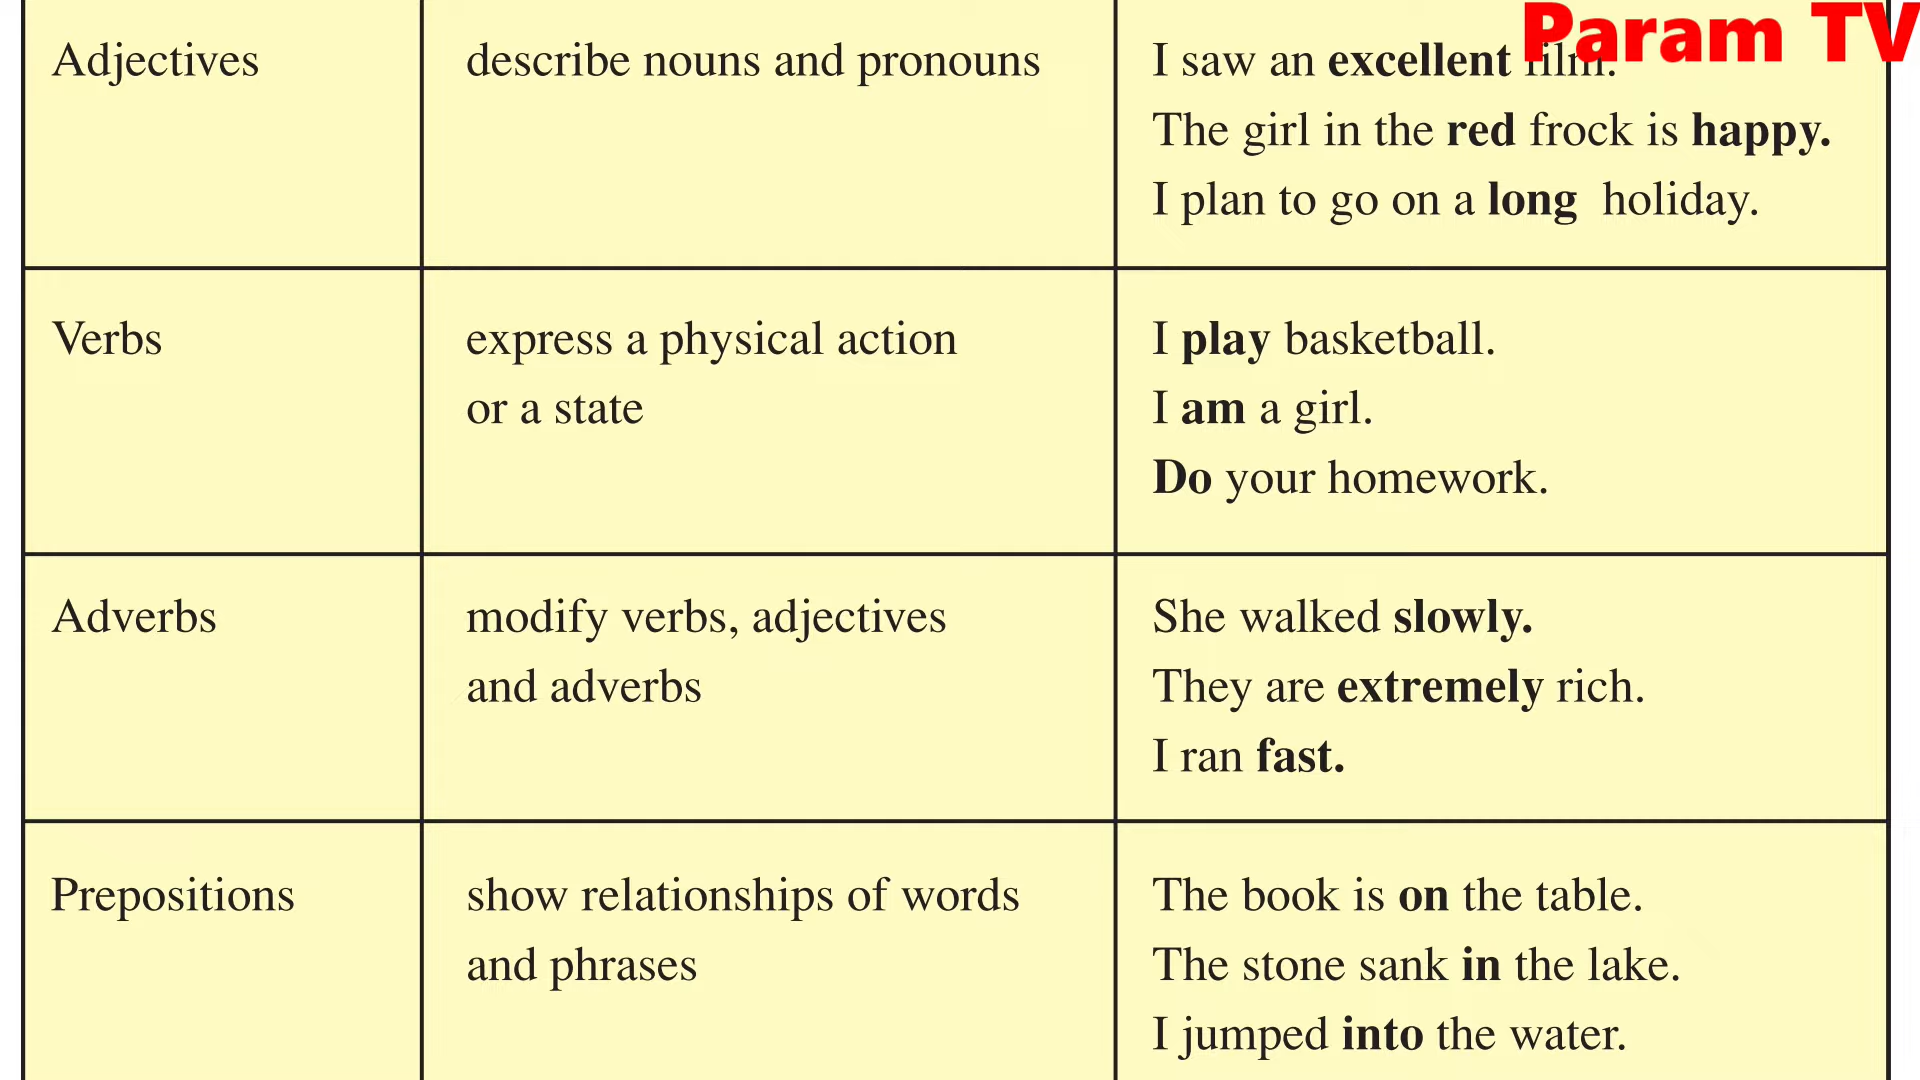 Param TV
Adjectives
describe nouns and pronouns
I saw an excellent film.
The girl in the red frock is happy.
I plan to go on a long holiday.
Verbs
express a physical action
or a state
I play basketball.
I am a girl.
Do your homework.
Adverbs
modify verbs, adjectives
and adverbs
She walked slowly.
They are extremely rich.
I ran fast.
Prepositions
show relationships of words
and phrases
The book is on the table.
The stone sank in the lake.
I jumped into the water.